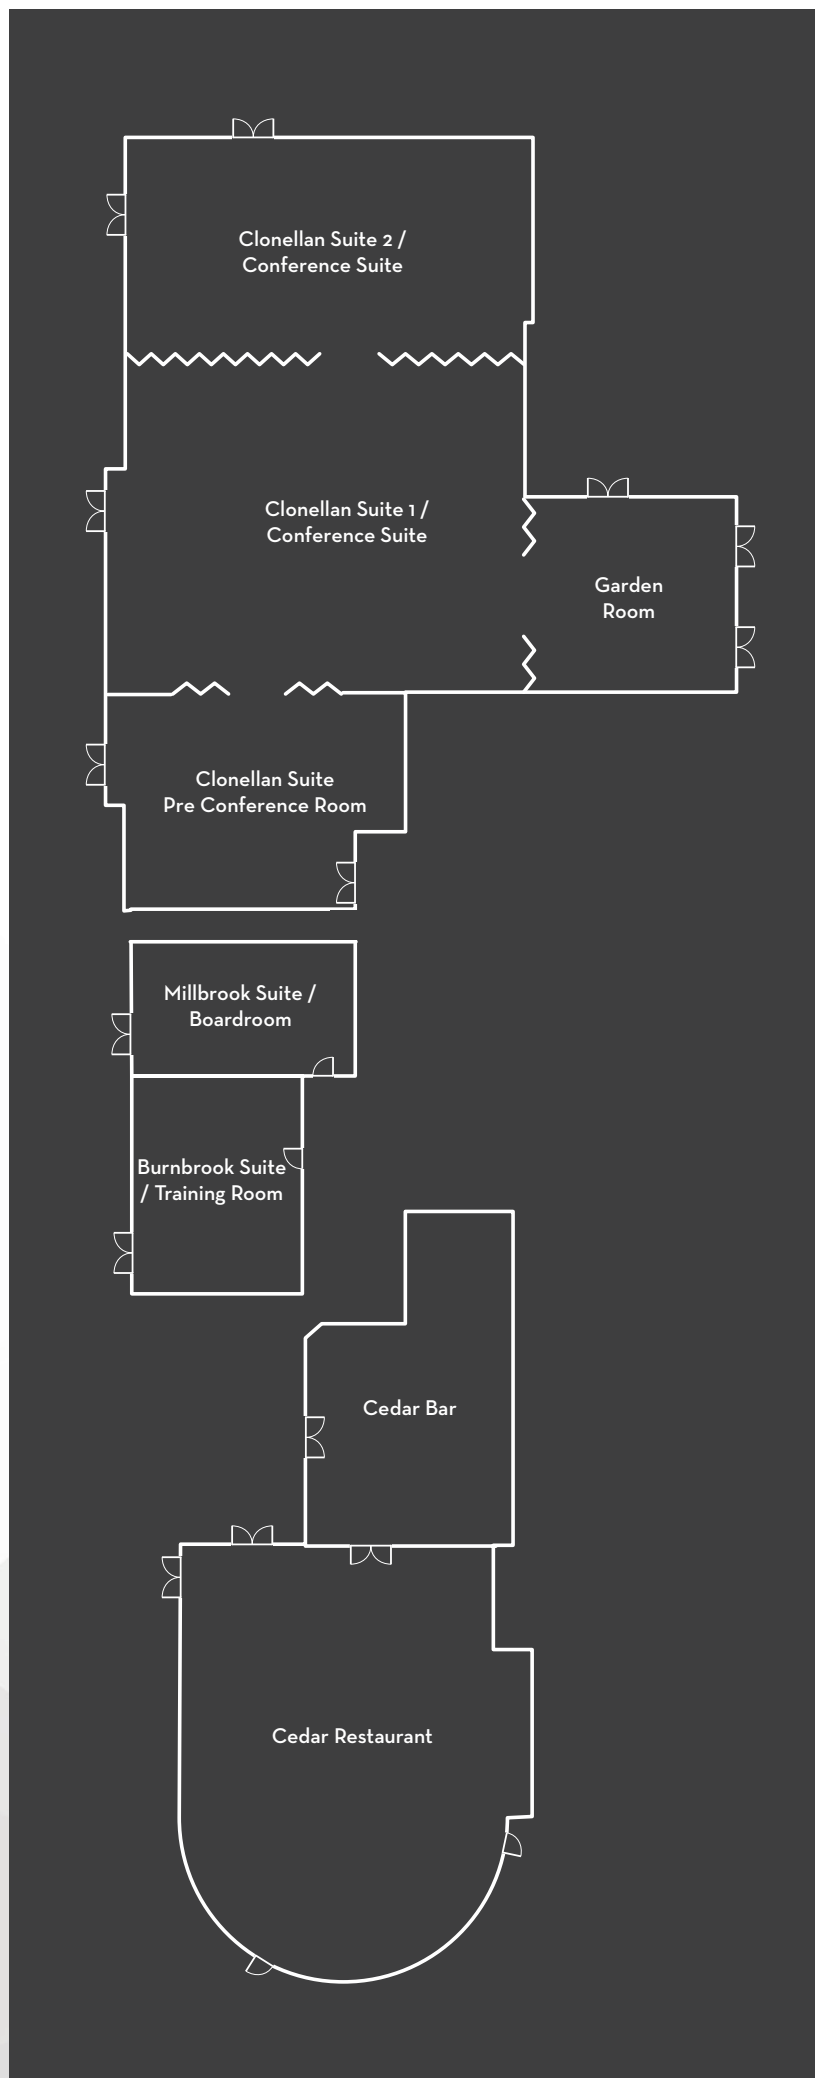 Clonellan Suite 2 /
Conference Suite
Clonellan Suite 1 /
Conference Suite
Garden
Room
Clonellan Suite
Pre Conference Room
Millbrook Suite /
Boardroom
Burnbrook Suite
/ Training Room
Cedar Bar
Cedar Restaurant